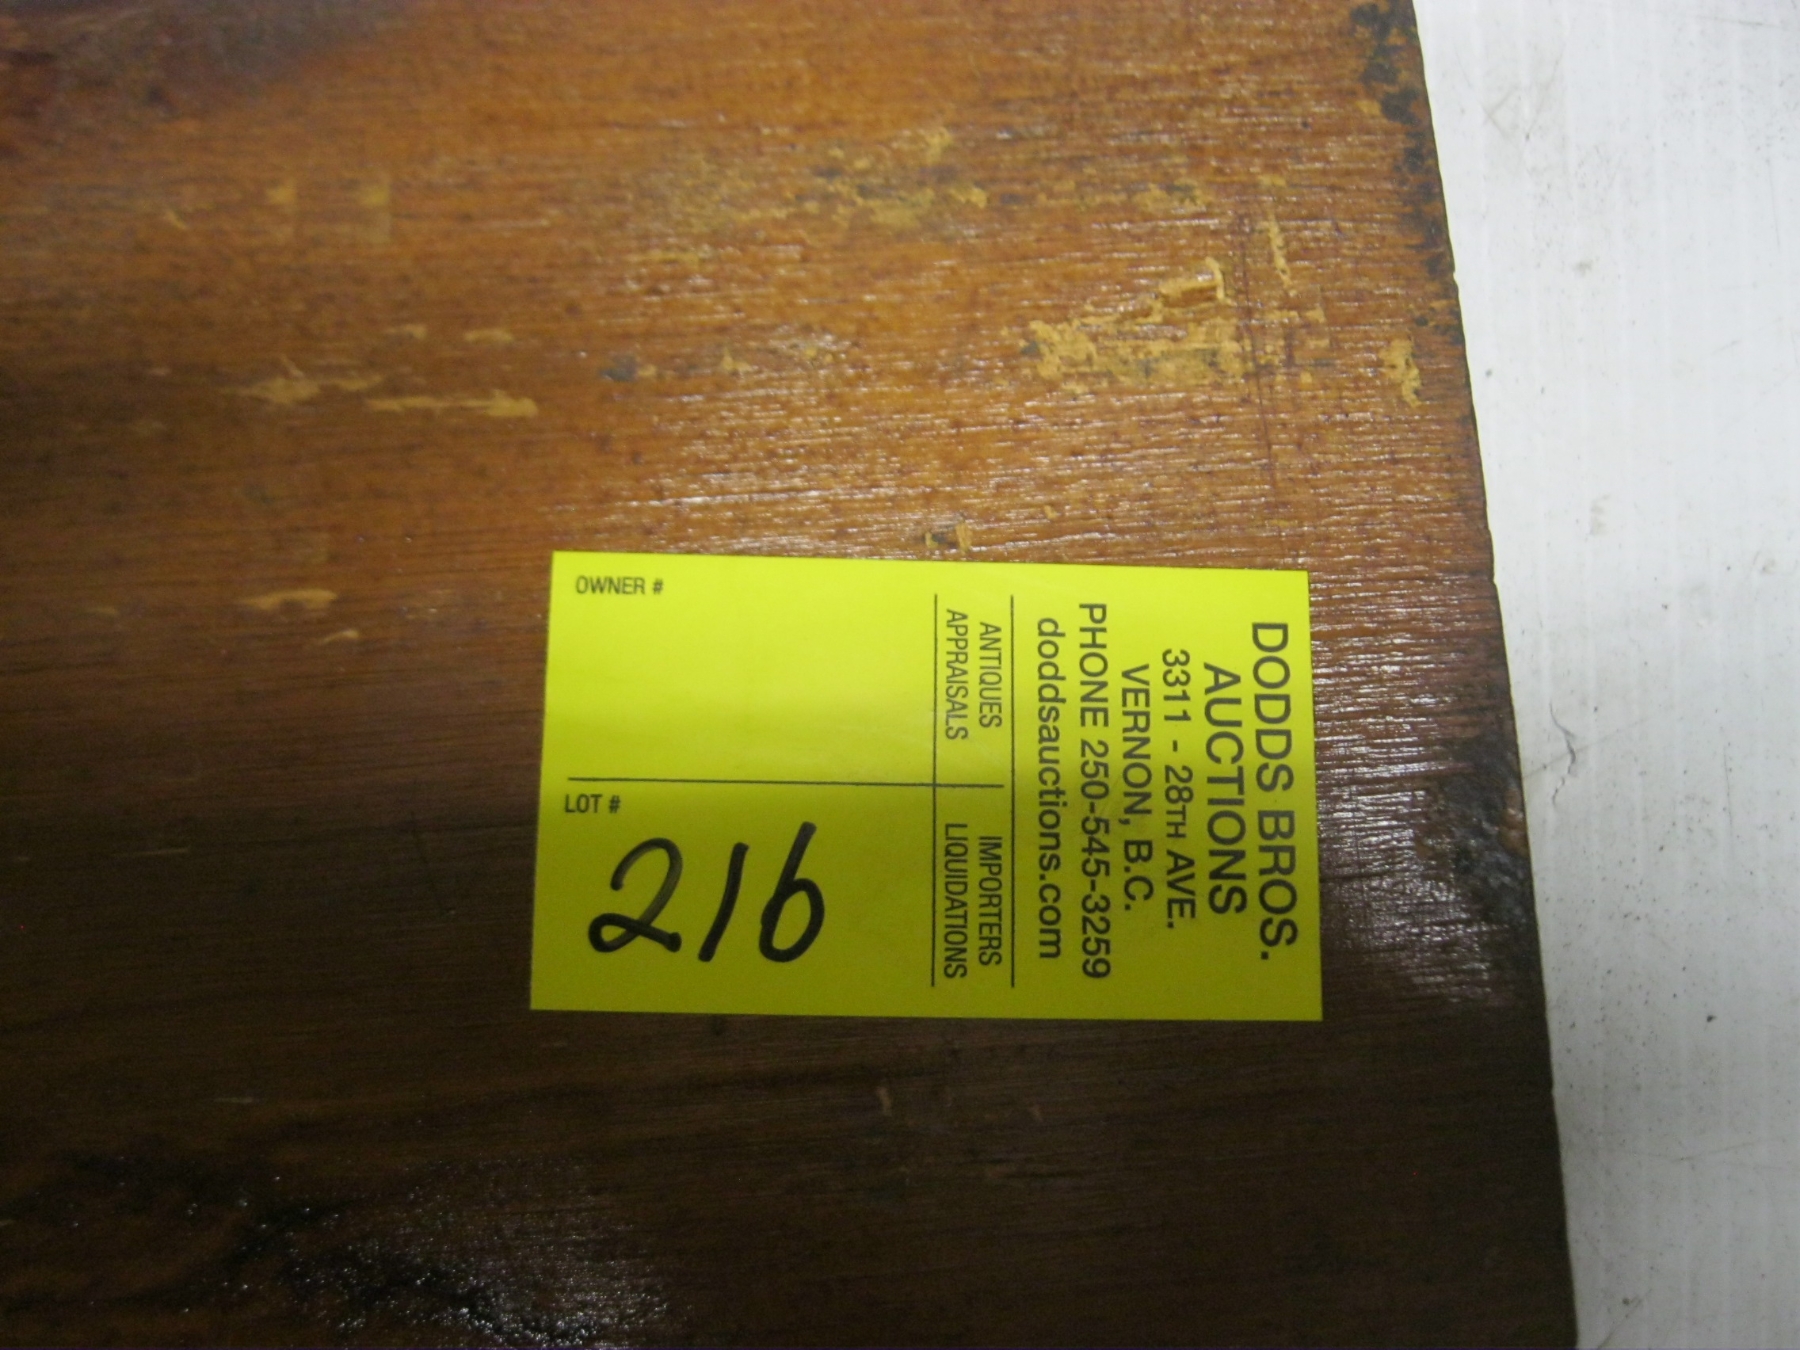 DODDS BROS.
AUCTIONS
3311 - 28TH AVE.
VERNON, B.C.
PHONE 250-545-3259
doddsauctions.com
ANTIQUES
APPRAISALS
IMPORTERS
LIQUIDATIONS
OWNER #
LOT #
216